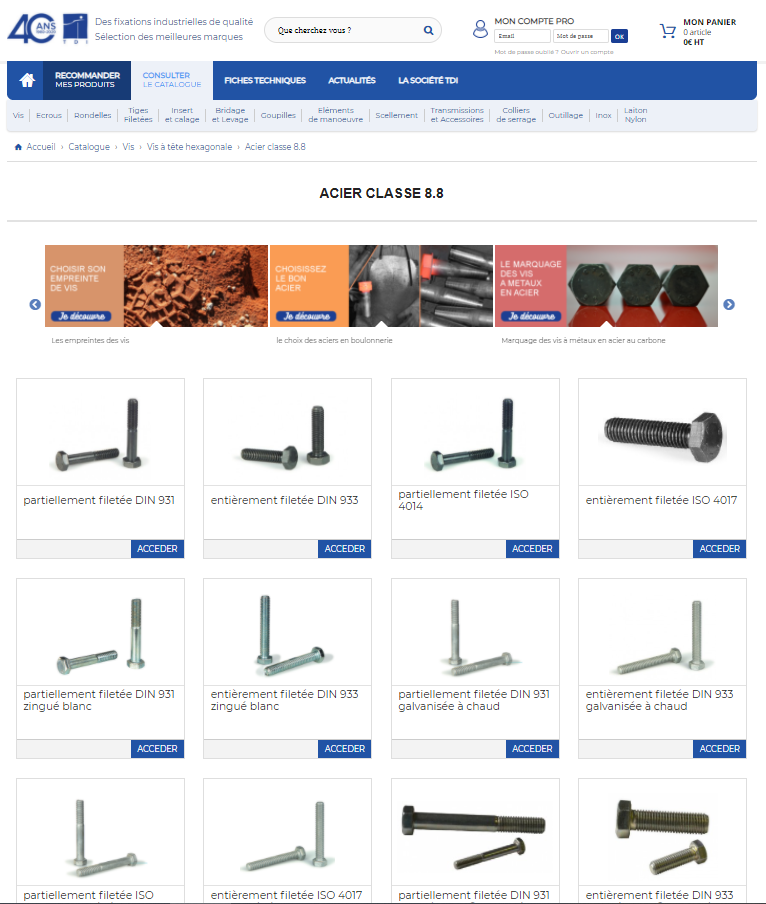 40 ANS
TDI
Des fixations industrielles de qualité
Sélection des meilleures marques
Que cherchez vous ?
MON COMPTE PRO
Email
Mot de passe
OK
Mot de passe oublié ? Ouvrir un compte
MON PANIER
0 article
0€ HT
RECOMMANDER
MES PRODUITS
CONSULTER
LE CATALOGUE
FICHES TECHNIQUES
ACTUALITÉS
LA SOCIÉTÉ TDI
Vis
Ecrous
Rondelles
Tiges
Filetées
Insert
et calage
Bridage
et Levage
Goupilles
Eléments
de manoeuvre
Scellement
Transmissions
et Accessoires
Colliers
de serrage
Outillage
Inox
Laiton
Nylon
Accueil › Catalogue › Vis › Vis à tête hexagonale › Acier classe 8.8
ACIER CLASSE 8.8
CHOISIR SON
EMPREINTE
DE VIS
Je découvre
CHOISISSEZ
LE BON
ACIER
Je découvre
LE MARQUAGE
DES VIS
A METAUX
EN ACIER
Je découvre
Les empreintes des vis
le choix des aciers en boulonnerie
Marquage des vis à métaux en acier au carbone
partiellement filetée DIN 931
ACCEDER
entièrement filetée DIN 933
ACCEDER
partiellement filetée ISO
4014
ACCEDER
entièrement filetée ISO 4017
ACCEDER
partiellement filetée DIN 931
zingué blanc
ACCEDER
entièrement filetée DIN 933
zingué blanc
ACCEDER
partiellement filetée DIN 931
galvanisée à chaud
ACCEDER
entièrement filetée DIN 933
galvanisée à chaud
ACCEDER
partiellement filetée ISO
entièrement filetée ISO 4017
partiellement filetée DIN 931
entièrement filetée DIN 933